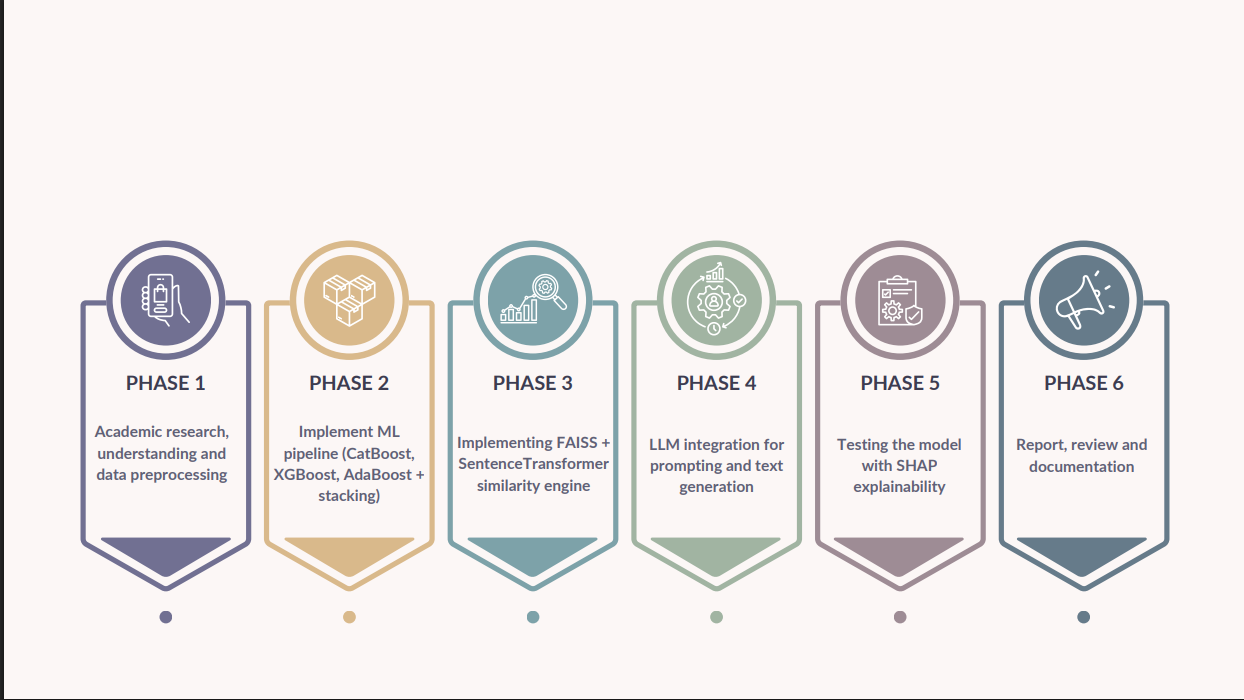 PHASE 1
Academic research,
understanding and
data preprocessing
PHASE 2
Implement ML
pipeline (CatBoost,
XGBoost, AdaBoost +
stacking)
PHASE 3
Implementing FAISS +
SentenceTransformer
similarity engine
PHASE 4
LLM integration for
prompting and text
generation
PHASE 5
Testing the model
with SHAP
explainability
PHASE 6
Report, review and
documentation